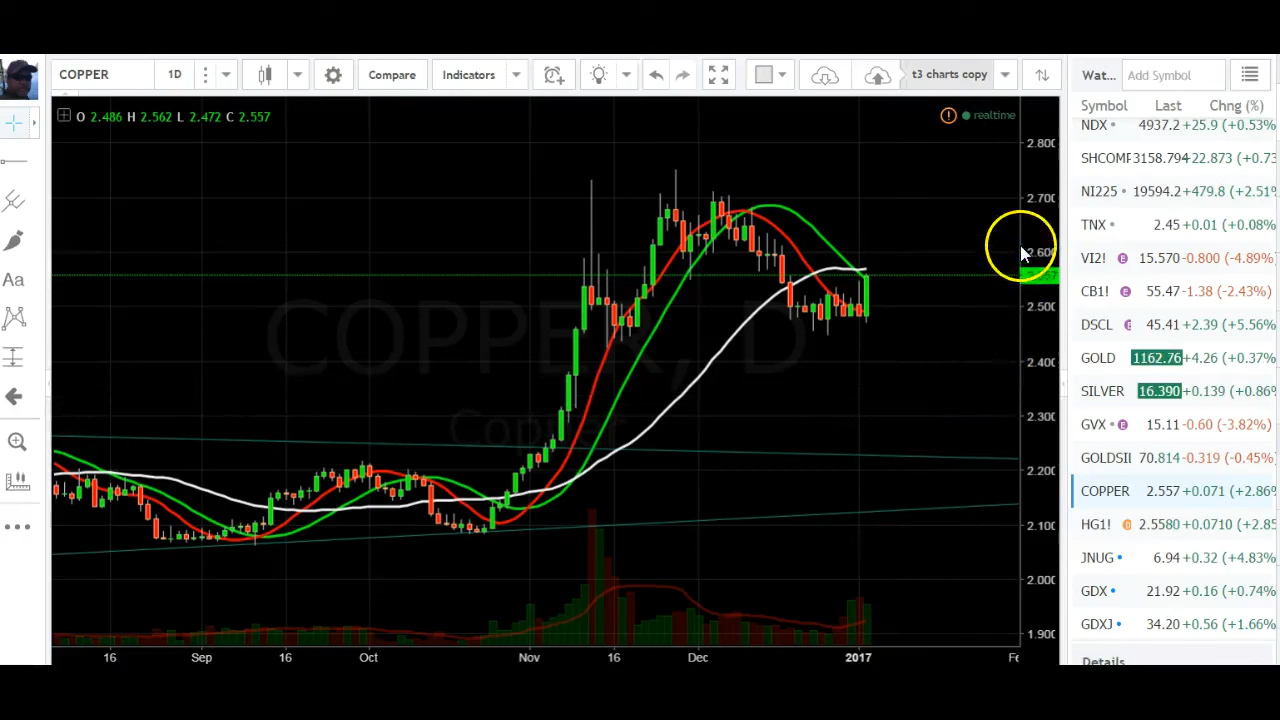 COPPER 1D Compare Indicators t3 charts copy Wat... Add Symbol
O 2.486 H 2.562 L 2.472 C 2.557 realtime
Symbol Last Chng (%)
NDX 4937.2 +25.9 (+0.53%
SHCOMP 3158.794 +22.873 (+0.73
NI225 19594.2 +479.8 (+2.51%
TNX 2.45 +0.01 (+0.08%
VI2! E 15.570 -0.800 (-4.89%
CB1! E 55.47 -1.38 (-2.43%)
DSCL E 45.41 +2.39 (+5.56%
GOLD 1162.76 +4.26 (+0.37%
SILVER 16.390 +0.139 (+0.86%
GVX E 15.11 -0.60 (-3.82%)
GOLDSII 70.814 -0.319 (-0.45%)
COPPER 2.557 +0.071 (+2.86%
HG1! 2.5580 +0.0710 (+2.85
JNUG 6.94 +0.32 (+4.83%
GDX 21.92 +0.16 (+0.74%
GDXJ 34.20 +0.56 (+1.66%
Details
2.800
2.700
2.600
2.500
2.400
2.300
2.200
2.100
2.000
1.900
COPPER, D
Copper
Aa
16 Sep 16 Oct Nov 16 Dec 2017 Fe